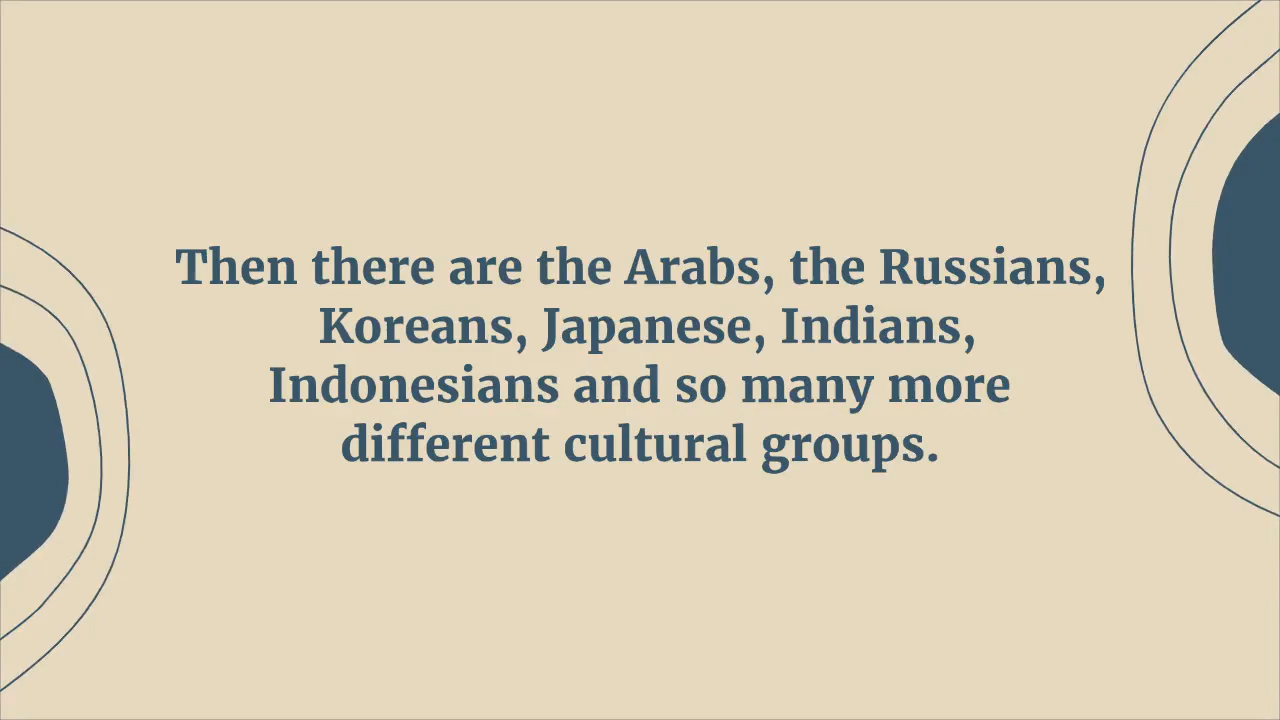 Then there are the Arabs, the Russians,
Koreans, Japanese, Indians,
Indonesians and so many more
different cultural groups.